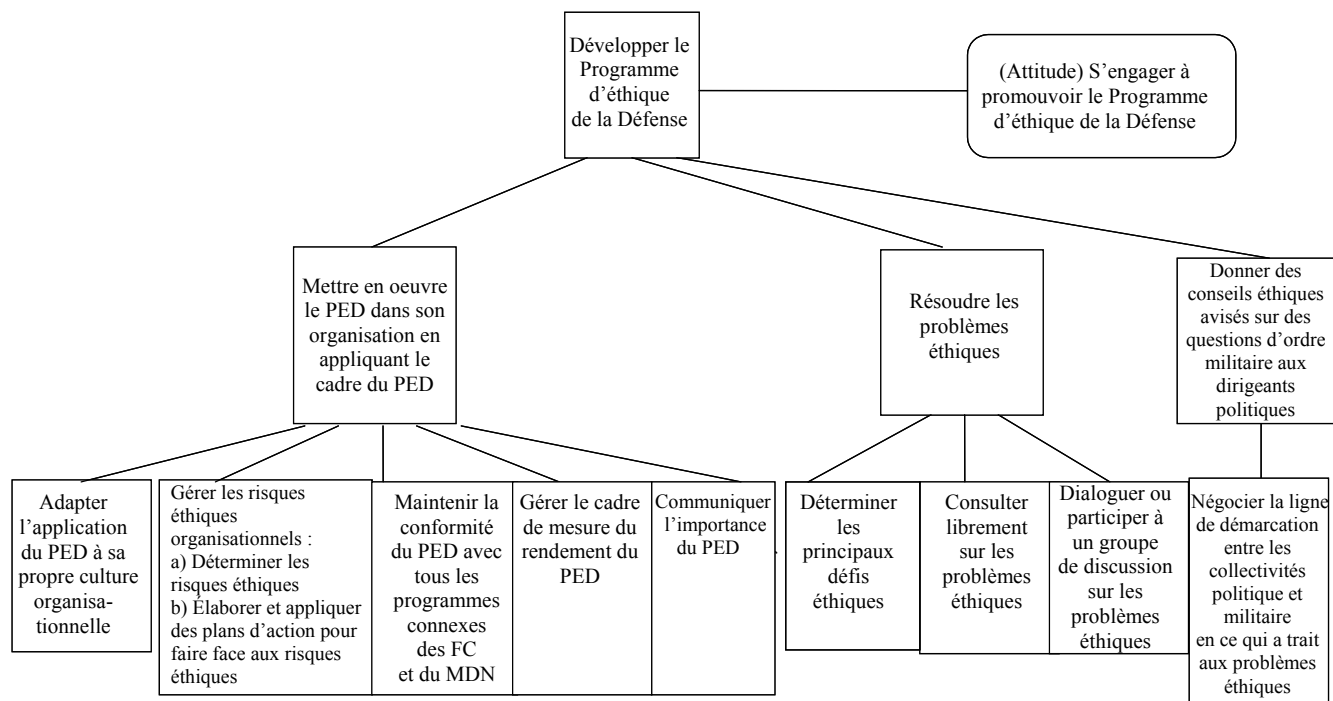 Développer le
Programme
d’éthique
de la Défense
(Attitude) S’engager à
promouvoir le Programme
d’éthique de la Défense
Mettre en oeuvre
le PED dans son
organisation en
appliquant le
cadre du PED
Résoudre les
problèmes
éthiques
Donner des
conseils éthiques
avisés sur des
questions d’ordre
militaire aux
dirigeants
politiques
Adapter
l’application
du PED à sa
propre culture
organisa-
tionnelle
Gérer les risques
éthiques
organisationnels :
a) Déterminer les
risques éthiques
b) Élaborer et appliquer
des plans d’action pour
faire face aux risques
éthiques
Maintenir la
conformité
du PED avec
tous les
programmes
connexes
des FC
et du MDN
Gérer le cadre
de mesure du
rendement du
PED
Communiquer
l’importance
du PED
Déterminer
les
principaux
défis
éthiques
Consulter
librement
sur les
problèmes
éthiques
Dialoguer ou
participer à
un groupe
de discussion
sur les
problèmes
éthiques
Négocier la ligne
de démarcation
entre les
collectivités
politique et
militaire
en ce qui a trait
aux problèmes
éthiques